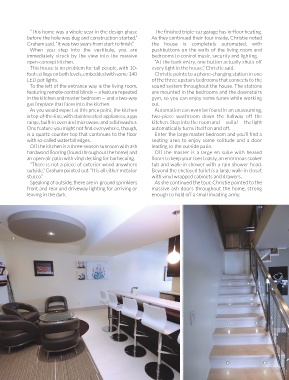 "This home was a whole year in the design phase
before the hole was dug and construction started,"
Graham said. "It was two years from start to finish."
When you step into the vestibule, you are
immediately struck by the view into the massive
open-concept kitchen.
This house is no problem for tall people, with 10-
foot ceilings on both levels, embedded with some 140
LED pot lights.
To the left of the entrance way is the living room,
featuring remote-control blinds — a feature repeated
in the kitchen and master bedroom — and a two-way
gas fireplace that faces into the kitchen.
As you would expect at this price point, the kitchen
is top-of-the-line, with stainless steel appliances, a gas
range, built-in oven and microwave, and a dishwasher.
One feature you might not find everywhere, though,
is a quartz counter top that continues to the floor
with so-called waterfall edges.
Off the kitchen is a three-season sunroom with ash
hardwood flooring (found throughout the home) and
an open-air patio with vinyl decking for barbecuing.
"There is not a piece of exterior wood anywhere
outside," Graham pointed out. "It is all either metal or
stucco."
Speaking of outside, there are in-ground sprinklers
front and rear and driveway lighting for arriving or
leaving in the dark.
The finished triple-car garage has in-floor heating.
As they continued their tour inside, Christie noted
the house is completely automated, with
pushbuttons on the walls of the living room and
bedrooms to control music, security and lighting.
"At the back entry, one button actually shuts off
every light in the house," Christie said.
Christie points to a phone-charging station in one
of the three upstairs bedrooms that connects to the
sound system throughout the house. The stations
are mounted in the bedrooms and the downstairs
gym, so you can enjoy some tunes while working
out.
Automation can even be found in an unassuming,
two-piece washroom down the hallway off the
kitchen. Step into the room and voila! the light
automatically turns itself on and off.
Enter the large master bedroom and you'll find a
seating area to enjoy some solitude and a door
leading to the outside patio.
Off the master is a large en suite with heated
floors to keep your toes toasty, an enormous soaker
tub and walk-in shower with a rain shower head.
Beyond the enclosed toilet is a large walk-in closet
with vinyl wrapped cabinets and drawers.
As she continued the tour, Christie pointed to the
massive ash doors throughout the home, strong
enough to hold off a small invading army.